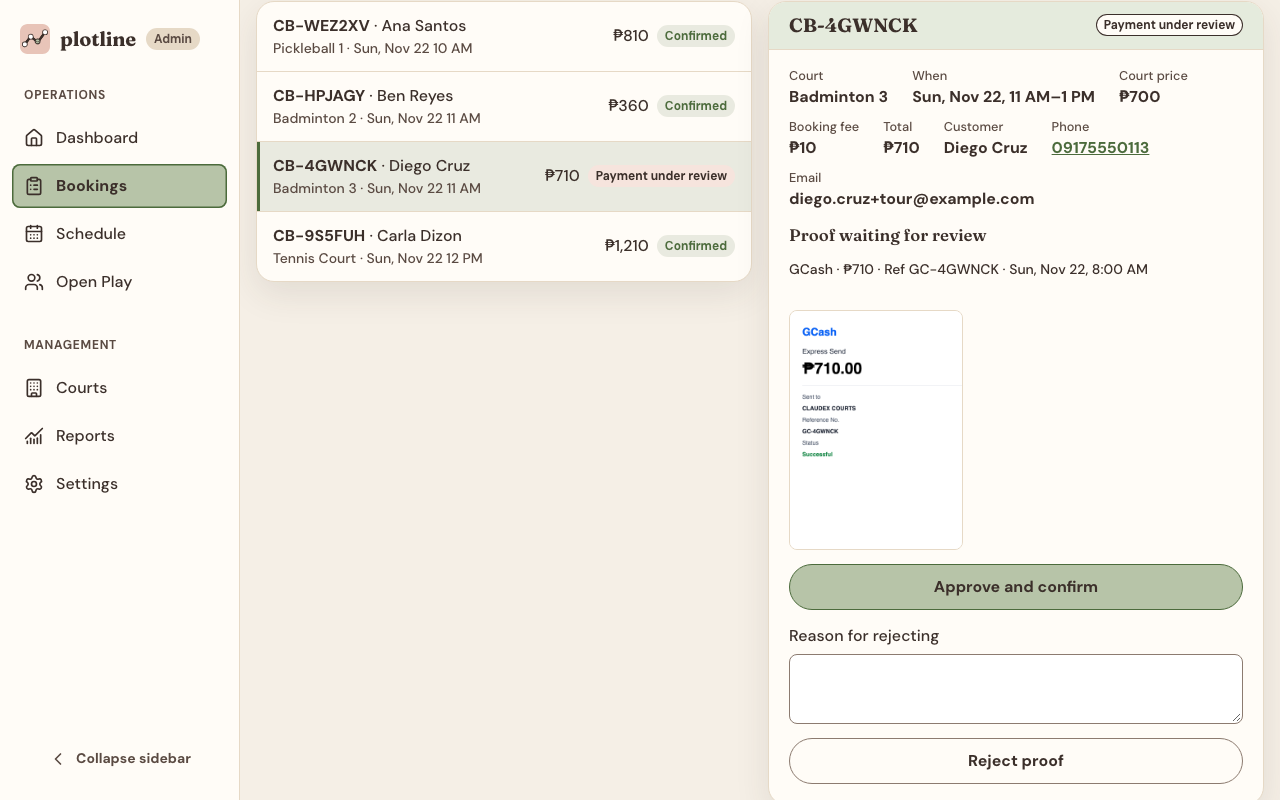 plotline Admin
OPERATIONS
Dashboard
Bookings
Schedule
Open Play
MANAGEMENT
Courts
Reports
Settings
Collapse sidebar
CB-WEZ2XV · Ana Santos
Pickleball 1 · Sun, Nov 22 10 AM
₱810 Confirmed
CB-HPJAGY · Ben Reyes
Badminton 2 · Sun, Nov 22 11 AM
₱360 Confirmed
CB-4GWNCK · Diego Cruz
Badminton 3 · Sun, Nov 22 11 AM
₱710 Payment under review
CB-9S5FUH · Carla Dizon
Tennis Court · Sun, Nov 22 12 PM
₱1,210 Confirmed
CB-4GWNCK Payment under review
Court When Court price
Badminton 3 Sun, Nov 22, 11 AM–1 PM ₱700
Booking fee Total Customer Phone
₱10 ₱710 Diego Cruz 09175550113
Email
diego.cruz+tour@example.com
Proof waiting for review
GCash · ₱710 · Ref GC-4GWNCK · Sun, Nov 22, 8:00 AM
GCash
Express Send
₱710.00
Sent to
CLAUDEX COURTS
Reference No.
GC-4GWNCK
Status
Successful
Approve and confirm
Reason for rejecting
Reject proof